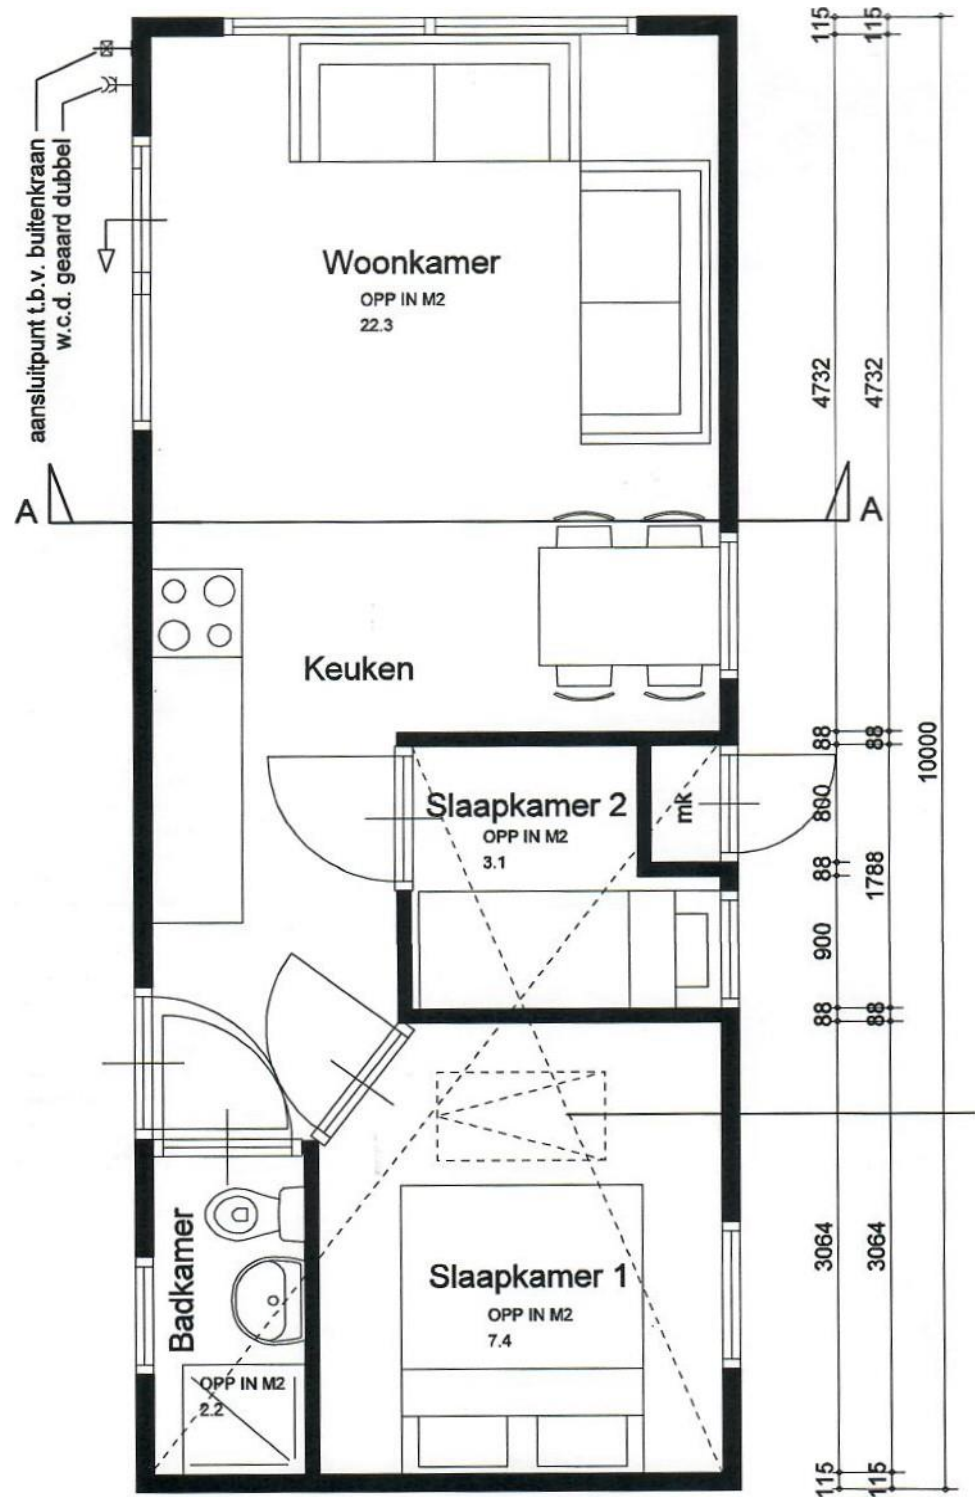 115
115
aansluitpunt t.b.v. buitenkraan
w.c.d. geaard dubbel
Woonkamer
OPP IN M2
22.3
4732
4732
A
A
Keuken
88
88
10000
Slaapkamer 2
OPP IN M2
3.1
mk
800
88
1788
900
88
88
Badkamer
OPP IN M2
2.2
Slaapkamer 1
OPP IN M2
7.4
3064
3064
115
115